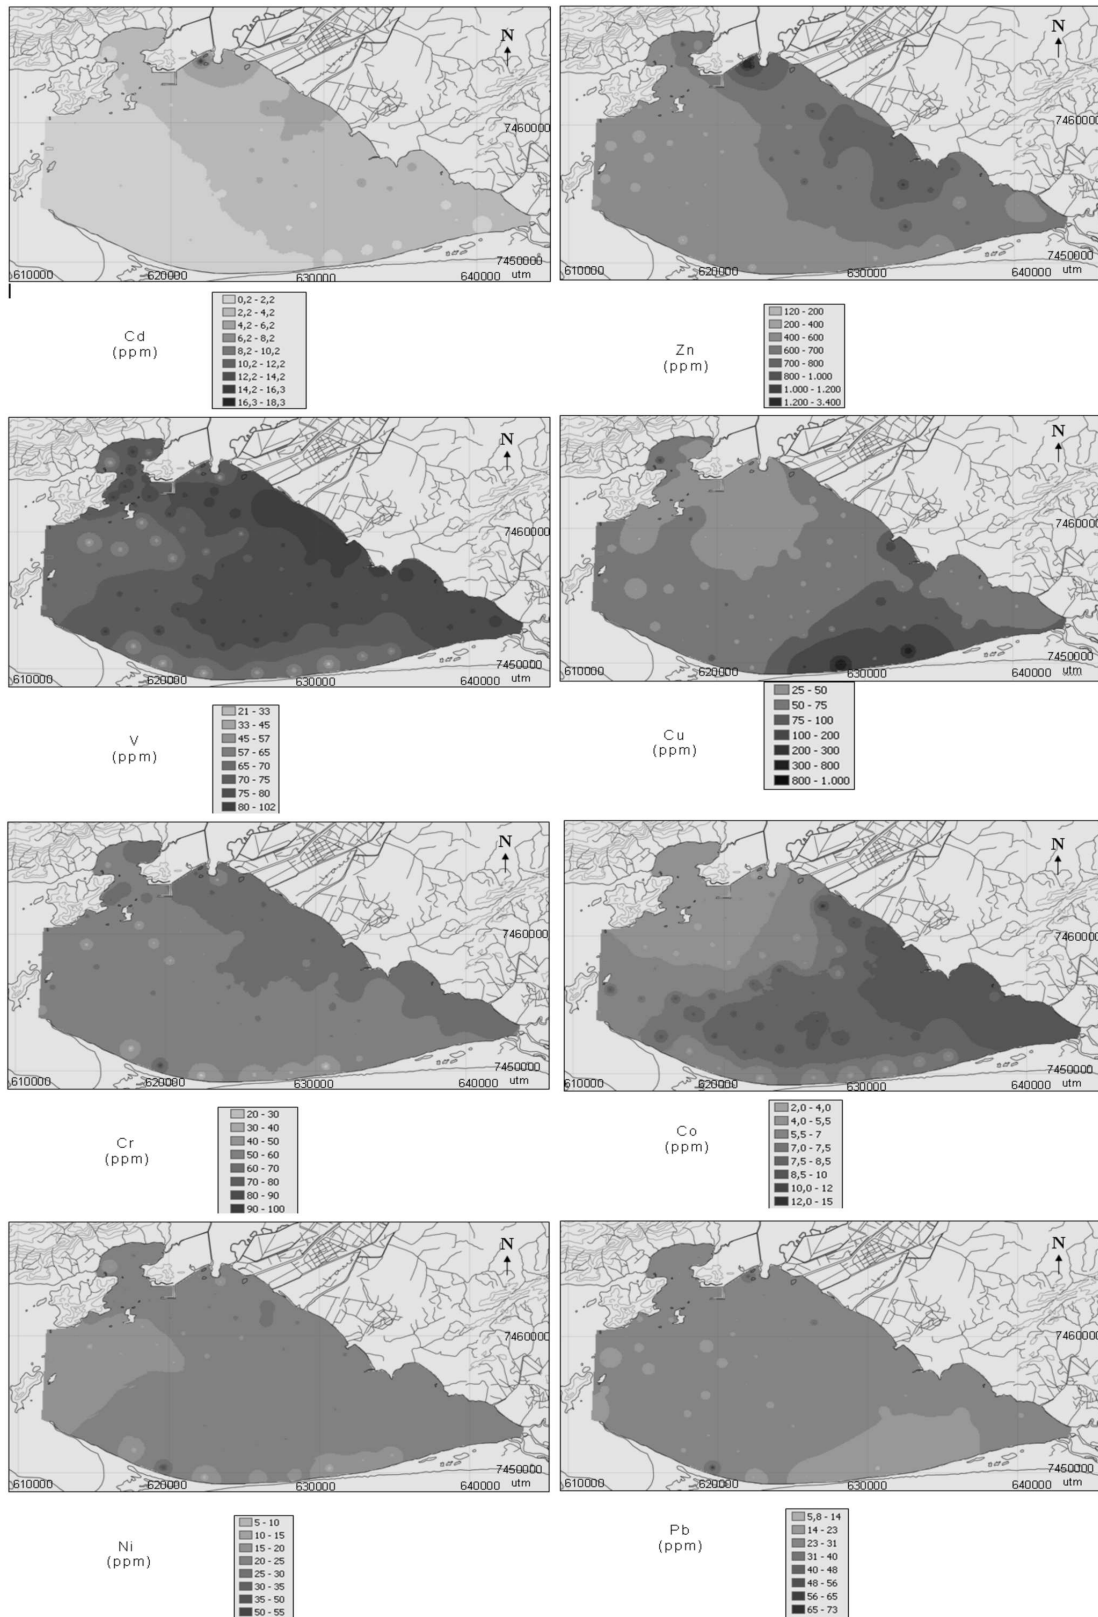 N
7460000
7450000
610000
620000
630000
640000
utm
Cd
(ppm)
0,2 - 2,2
2,2 - 4,2
4,2 - 6,2
6,2 - 8,2
8,2 - 10,2
10,2 - 12,2
12,2 - 14,2
14,2 - 16,3
16,3 - 18,3
N
7460000
7450000
610000
620000
630000
640000
utm
Zn
(ppm)
120 - 200
200 - 400
400 - 600
600 - 700
700 - 800
800 - 1.000
1.000 - 1.200
1.200 - 3.400
N
7460000
7450000
610000
620000
630000
640000
utm
V
(ppm)
21 - 33
33 - 45
45 - 57
57 - 65
65 - 70
70 - 75
75 - 80
80 - 102
N
7460000
7450000
610000
620000
630000
640000
Cu
(ppm)
25 - 50
50 - 75
75 - 100
100 - 200
200 - 300
300 - 800
800 - 1.000
N
7460000
7450000
610000
620000
630000
640000
utm
Cr
(ppm)
20 - 30
30 - 40
40 - 50
50 - 60
60 - 70
70 - 80
80 - 90
90 - 100
N
7460000
7450000
610000
620000
630000
640000
utm
Co
(ppm)
2,0 - 4,0
4,0 - 5,5
5,5 - 7
7,0 - 7,5
7,5 - 8,5
8,5 - 10
10,0 - 12
12,0 - 15
N
7460000
7450000
610000
620000
630000
640000
utm
Ni
(ppm)
5 - 10
10 - 15
15 - 20
20 - 25
25 - 30
30 - 35
35 - 50
50 - 55
N
7460000
7450000
610000
620000
630000
640000
utm
Pb
(ppm)
5,8 - 14
14 - 23
23 - 31
31 - 40
40 - 48
48 - 56
56 - 65
65 - 73